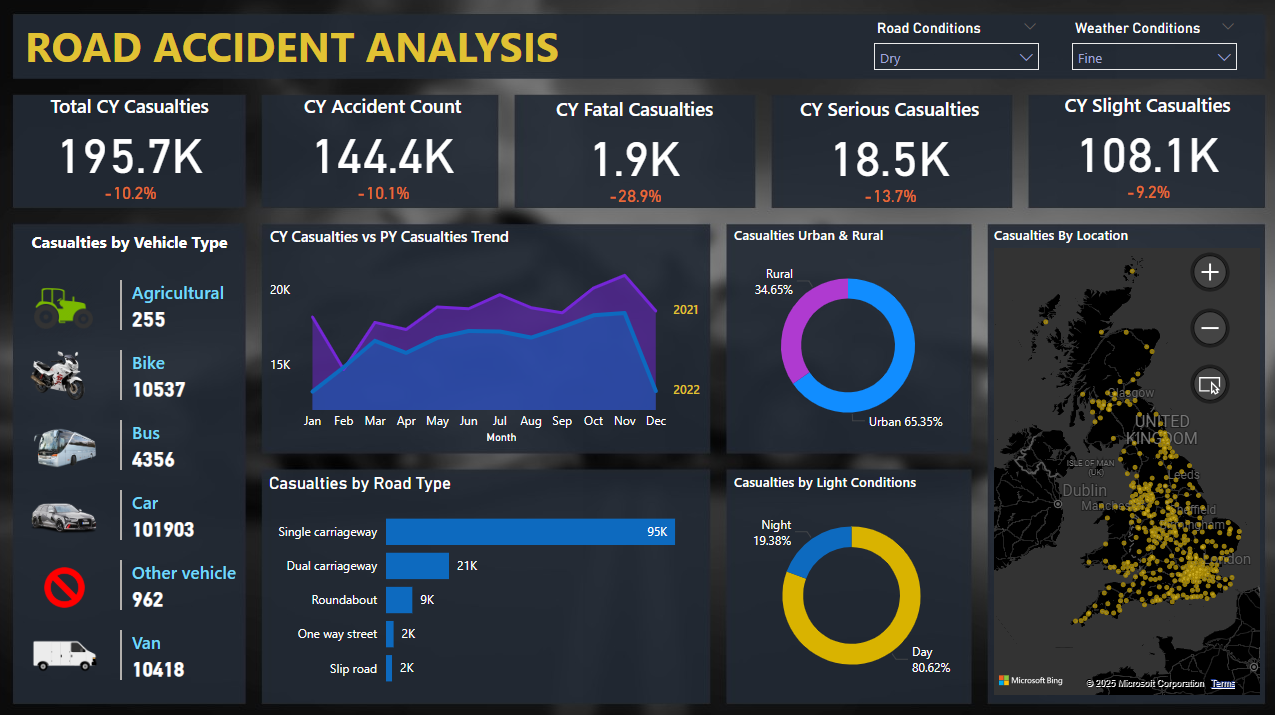 ROAD ACCIDENT ANALYSIS
Road Conditions
Dry
Weather Conditions
Fine
Total CY Casualties
195.7K
-10.2%
CY Accident Count
144.4K
-10.1%
CY Fatal Casualties
1.9K
-28.9%
CY Serious Casualties
18.5K
-13.7%
CY Slight Casualties
108.1K
-9.2%
Casualties by Vehicle Type
Agricultural
255
Bike
10537
Bus
4356
Car
101903
Other vehicle
962
Van
10418
CY Casualties vs PY Casualties Trend
20K
15K
2021
2022
Jan Feb Mar Apr May Jun Jul Aug Sep Oct Nov Dec
Month
Casualties by Road Type
Single carriageway 95K
Dual carriageway 21K
Roundabout 9K
One way street 2K
Slip road 2K
Casualties Urban & Rural
Rural
34.65%
Urban 65.35%
Casualties by Light Conditions
Night
19.38%
Day
80.62%
Casualties By Location
Glasgow
UNITED
KINGDOM
ISLE OF MAN
(UK)
Leeds
Dublin
Sheffield
London
Microsoft Bing
© 2025 Microsoft Corporation Terms